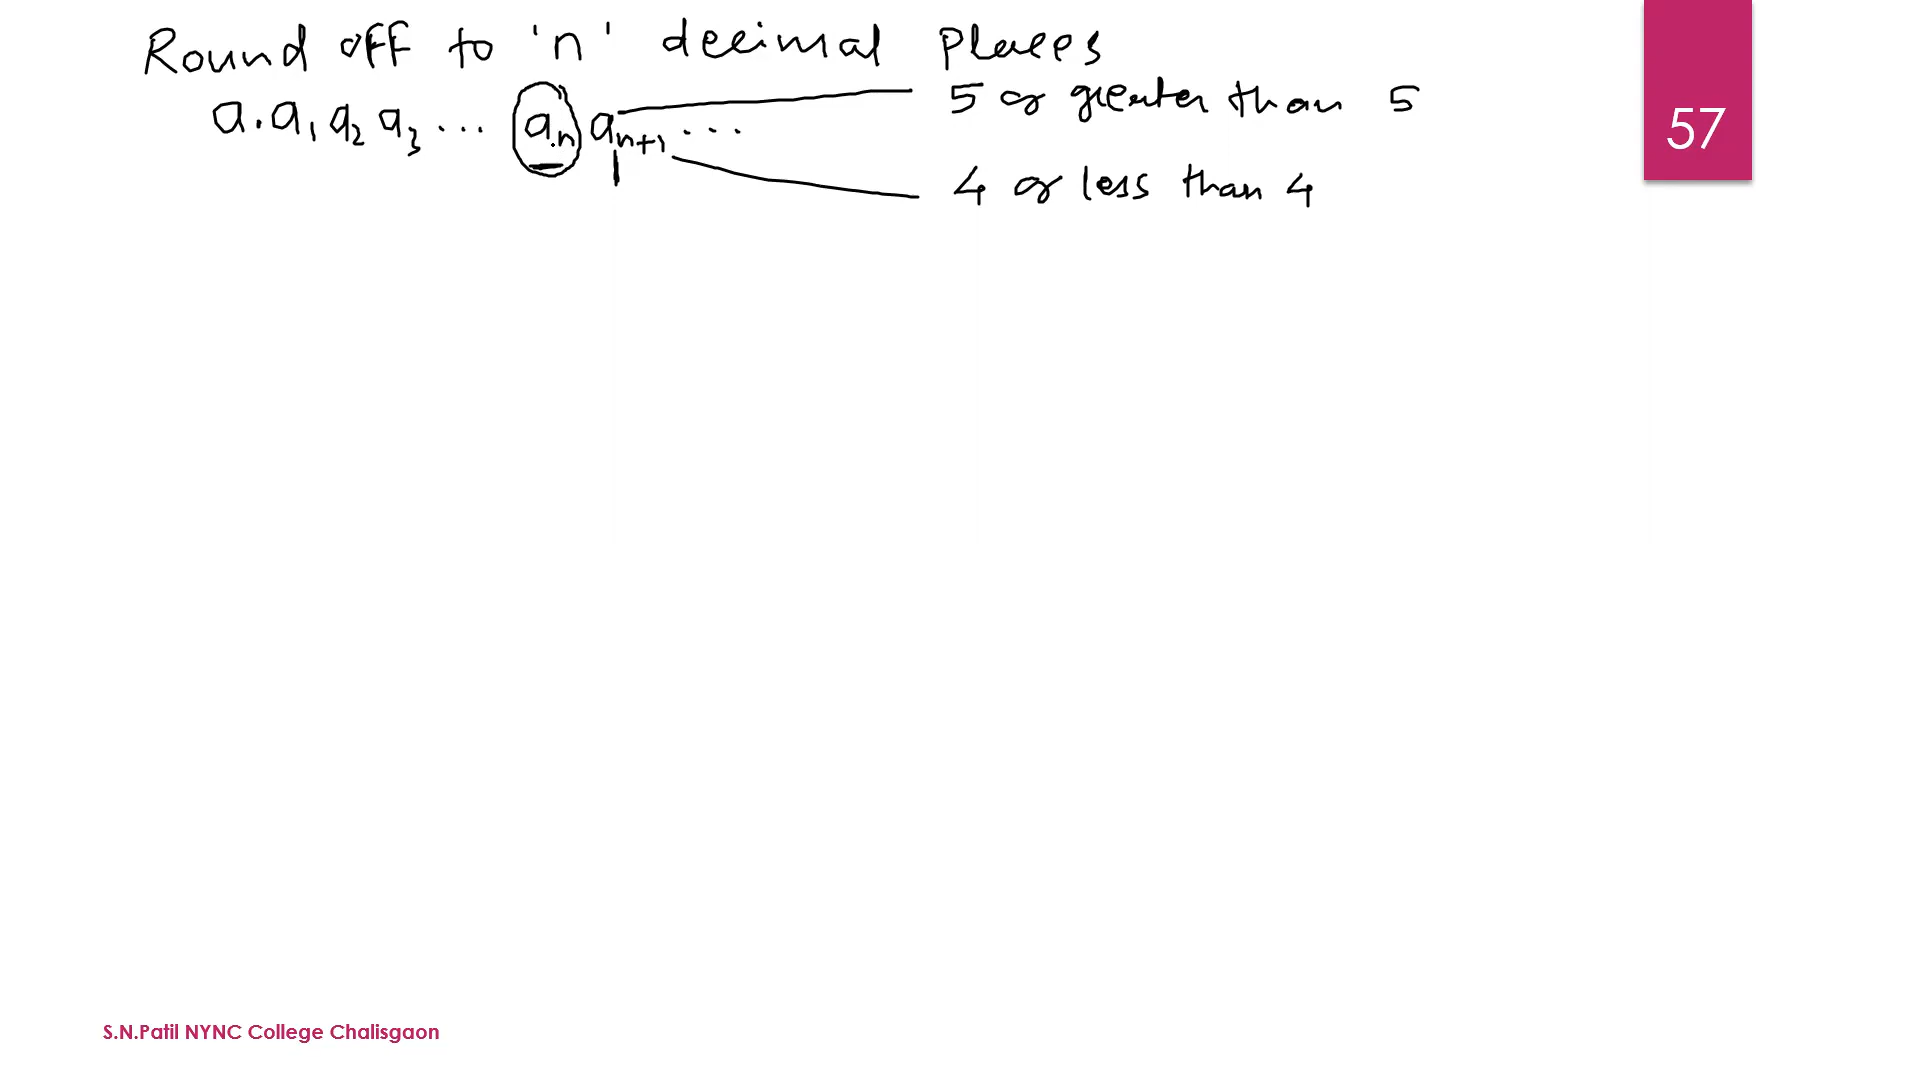 Round off to 'n' decimal places
a.a₁a₂a₃... aₙ aₙ₊₁ ...
5 or greater than 5
4 or less than 4
57
S.N.Patil NYNC College Chalisgaon